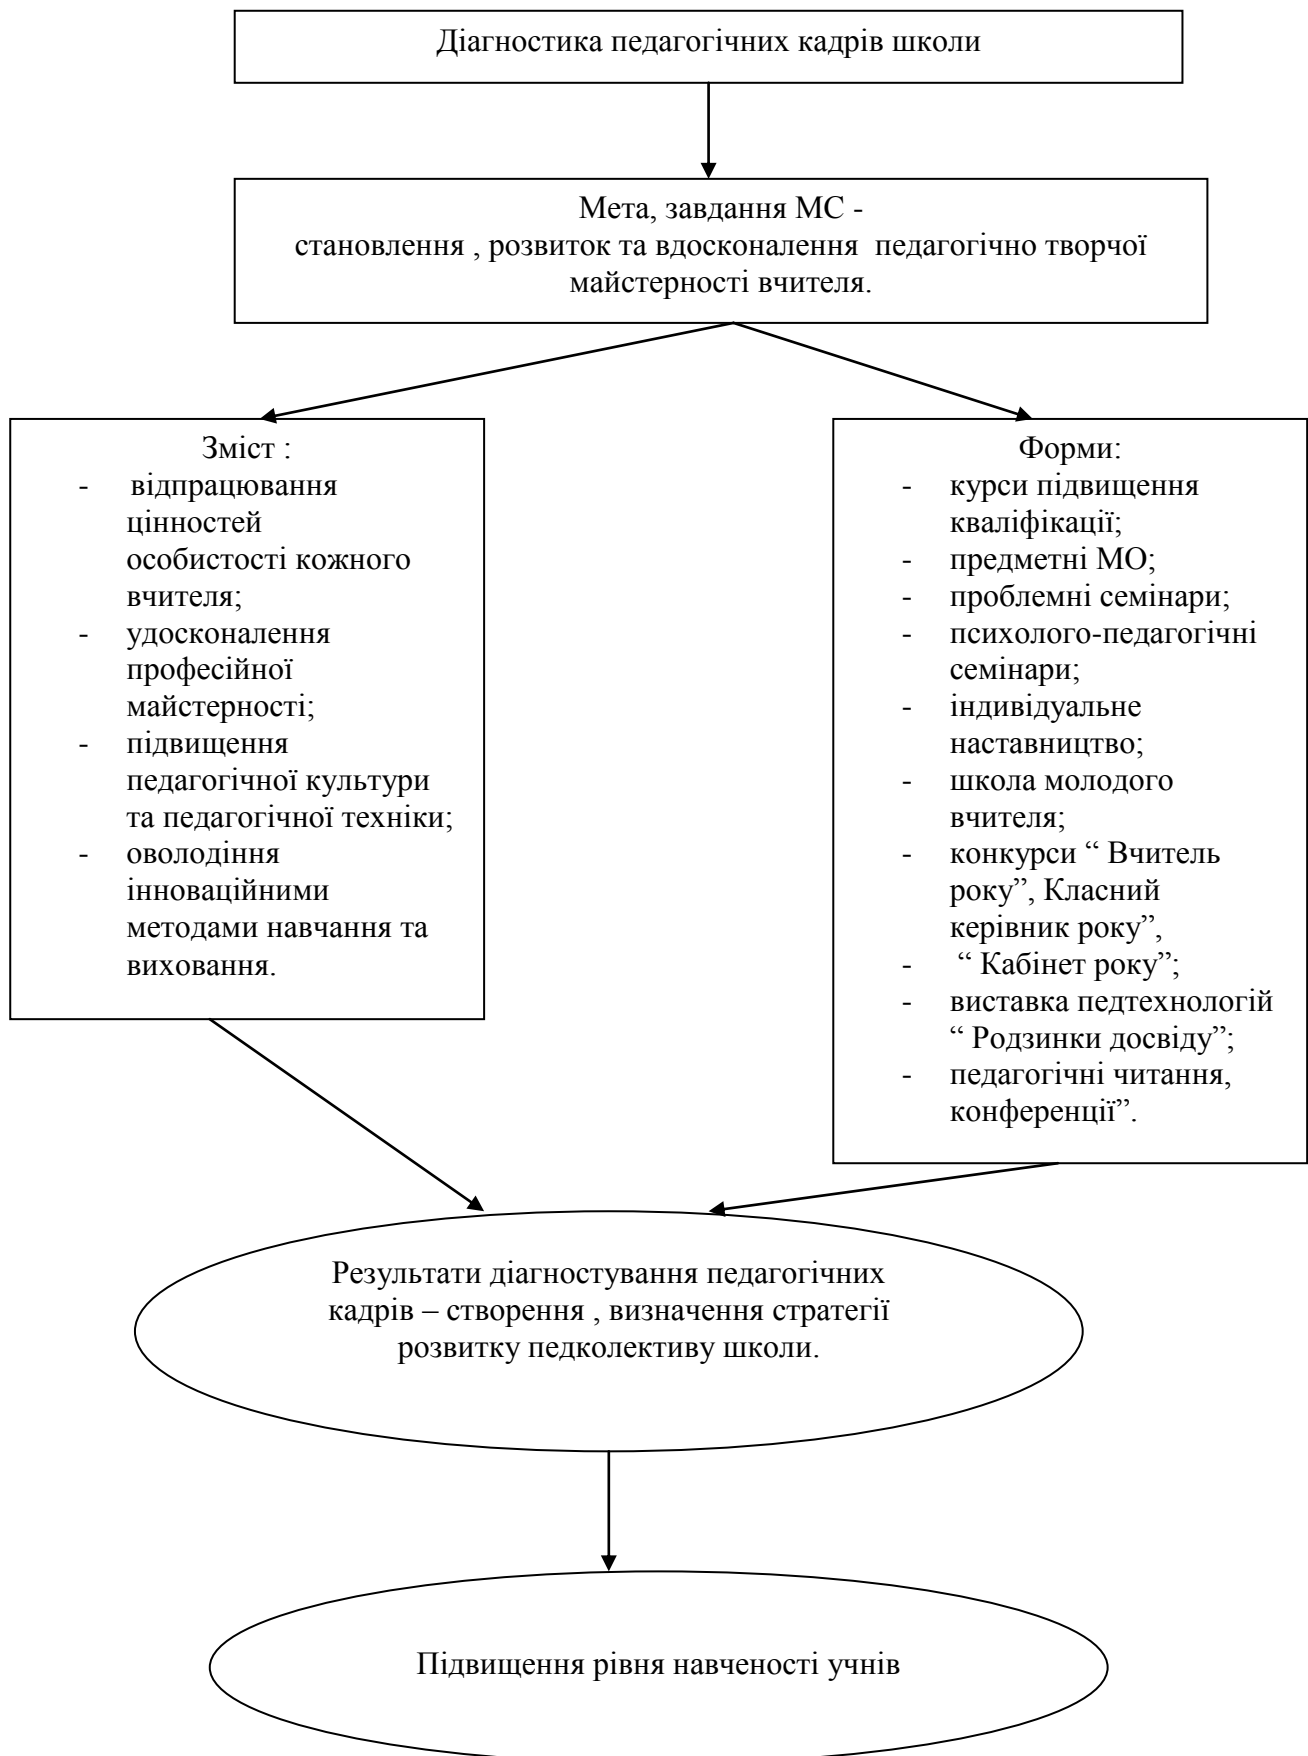 Діагностика педагогічних кадрів школи
Мета, завдання МС -
становлення , розвиток та вдосконалення педагогічно творчої
майстерності вчителя.
Зміст :
- відпрацювання
цінностей
особистості кожного
вчителя;
- удосконалення
професійної
майстерності;
- підвищення
педагогічної культури
та педагогічної техніки;
- оволодіння
інноваційними
методами навчання та
виховання.
Форми:
- курси підвищення
кваліфікації;
- предметні МО;
- проблемні семінари;
- психолого-педагогічні
семінари;
- індивідуальне
наставництво;
- школа молодого
вчителя;
- конкурси “ Вчитель
року”, Класний
керівник року”,
- “ Кабінет року”;
- виставка педтехнологій
“ Родзинки досвіду”;
- педагогічні читання,
конференції”.
Результати діагностування педагогічних
кадрів – створення , визначення стратегії
розвитку педколективу школи.
Підвищення рівня навченості учнів